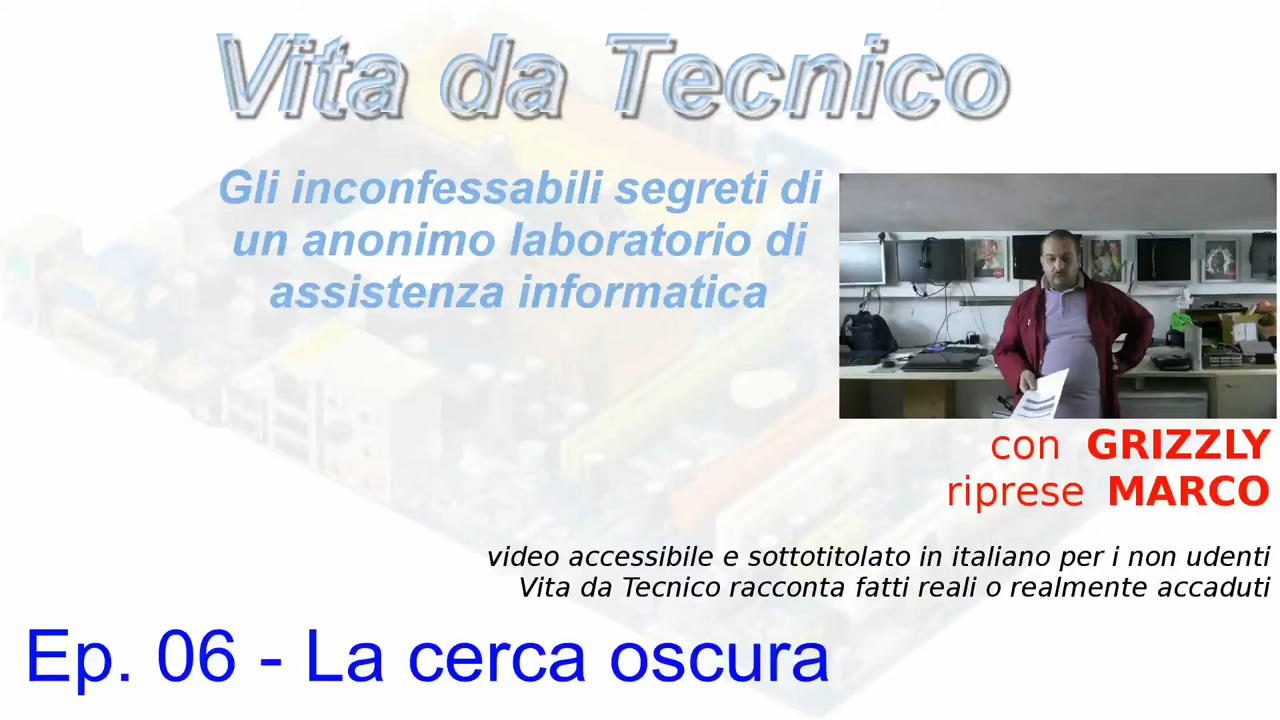 Vita da Tecnico
Gli inconfessabili segreti di
un anonimo laboratorio di
assistenza informatica
con GRIZZLY
riprese MARCO
video accessibile e sottotitolato in italiano per i non udenti
Vita da Tecnico racconta fatti reali o realmente accaduti
Ep. 06 - La cerca oscura